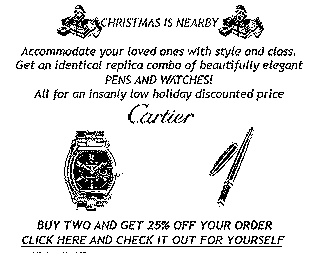 CHRISTMAS IS NEARBY
Accommodate your loved ones with style and class.
Get an identical replica combo of beautifully elegant
PENS AND WATCHES!
All for an insanly low holiday discounted price
Cartier
BUY TWO AND GET 25% OFF YOUR ORDER
CLICK HERE AND CHECK IT OUT FOR YOURSELF